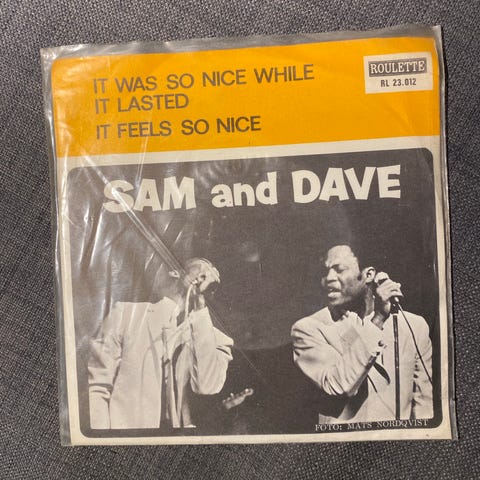 IT WAS SO NICE WHILE
IT LASTED
IT FEELS SO NICE
ROULETTE
RL 23.012
SAM and DAVE
FOTO: MATS NORDQVIST